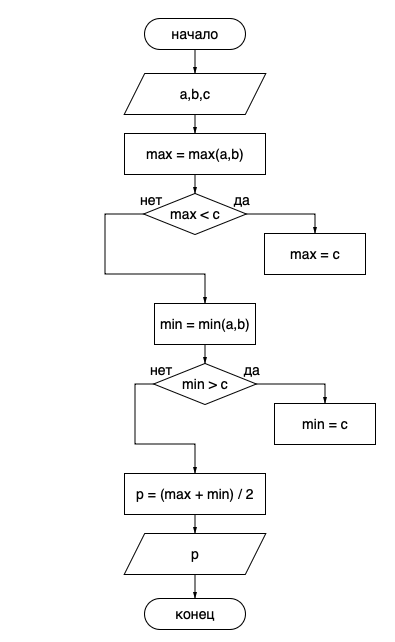 начало
a,b,c
max = max(a,b)
нет
да
max < c
max = c
min = min(a,b)
нет
да
min > c
min = c
p = (max + min) / 2
p
конец